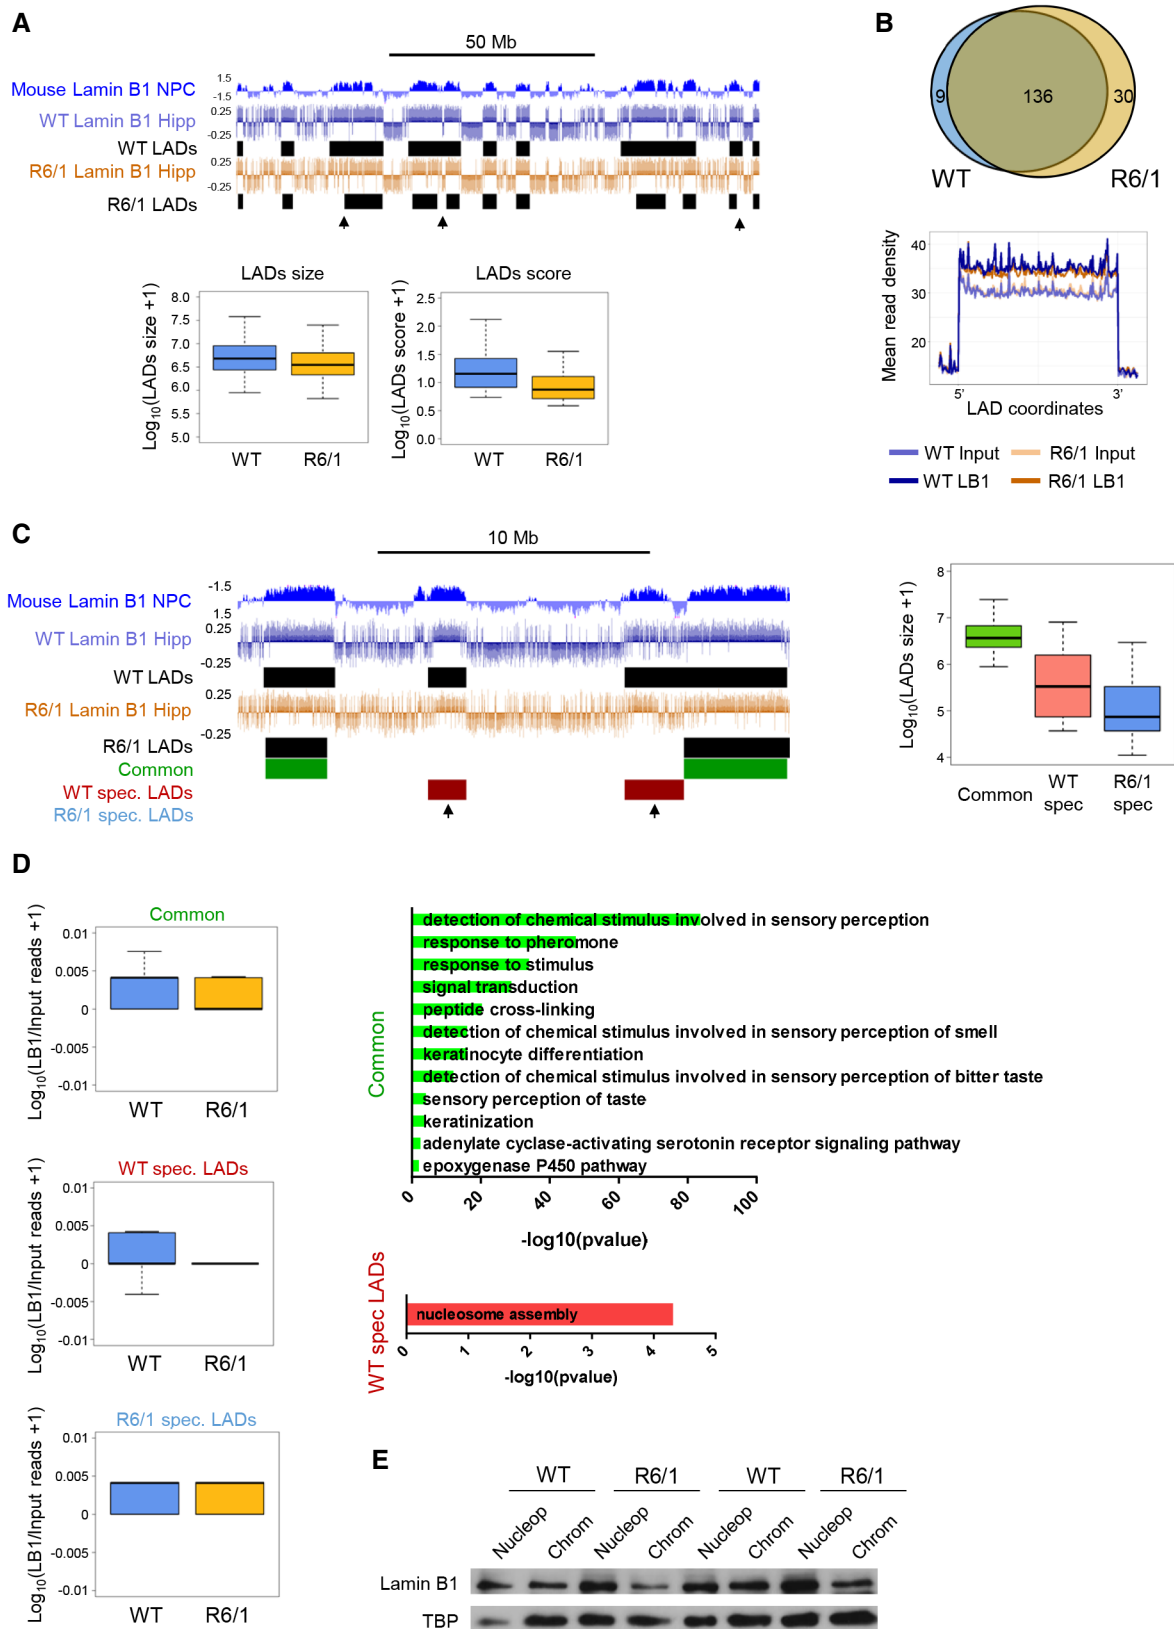 A
50 Mb
Mouse Lamin B1 NPC
1.5
-1.5
WT Lamin B1 Hipp
0.25
-0.25
WT LADs
R6/1 Lamin B1 Hipp
0.25
-0.25
R6/1 LADs
LADs size
Log10(LADs size +1)
8.0
7.5
7.0
6.5
6.0
5.5
5.0
WT
R6/1
LADs score
Log10(LADs score +1)
2.5
2.0
1.5
1.0
0.5
0.0
WT
R6/1
B
9
136
30
WT
R6/1
Mean read density
40
30
20
5'
3'
LAD coordinates
WT Input
R6/1 Input
WT LB1
R6/1 LB1
C
10 Mb
Mouse Lamin B1 NPC
-1.5
1.5
WT Lamin B1 Hipp
0.25
-0.25
WT LADs
R6/1 Lamin B1 Hipp
0.25
-0.25
R6/1 LADs
Common
WT spec. LADs
R6/1 spec. LADs
Log10(LADs size +1)
8
7
6
5
4
Common
WT spec
R6/1 spec
D
Common
Log10(LB1/Input reads +1)
0.01
0.005
0
-0.005
-0.01
WT
R6/1
WT spec. LADs
Log10(LB1/Input reads +1)
0.01
0.005
0
-0.005
-0.01
WT
R6/1
R6/1 spec. LADs
Log10(LB1/Input reads +1)
0.01
0.005
0
-0.005
-0.01
WT
R6/1
Common
detection of chemical stimulus involved in sensory perception
response to pheromone
response to stimulus
signal transduction
peptide cross-linking
detection of chemical stimulus involved in sensory perception of smell
keratinocyte differentiation
detection of chemical stimulus involved in sensory perception of bitter taste
sensory perception of taste
keratinization
adenylate cyclase-activating serotonin receptor signaling pathway
epoxygenase P450 pathway
0
20
40
60
80
100
-log10(pvalue)
WT spec LADs
nucleosome assembly
0
1
2
3
4
5
-log10(pvalue)
E
WT
R6/1
WT
R6/1
Nucleop
Chrom
Nucleop
Chrom
Nucleop
Chrom
Nucleop
Chrom
Lamin B1
TBP